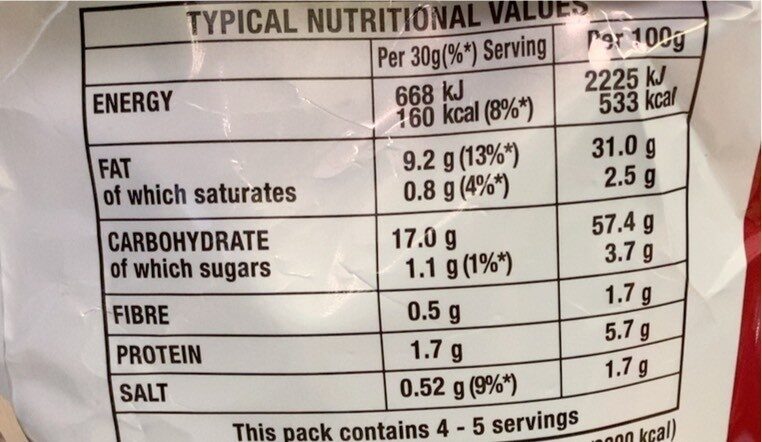 TYPICAL NUTRITIONAL VALUES
Per 30g(%*) Serving Per 100g
ENERGY 668 kJ 2225 kJ
160 kcal (8%*) 533 kcal
FAT 9.2 g (13%*) 31.0 g
of which saturates 0.8 g (4%*) 2.5 g
CARBOHYDRATE 17.0 g 57.4 g
of which sugars 1.1 g (1%*) 3.7 g
FIBRE 0.5 g 1.7 g
PROTEIN 1.7 g 5.7 g
SALT 0.52 g (9%*) 1.7 g
This pack contains 4 - 5 servings
kcal)